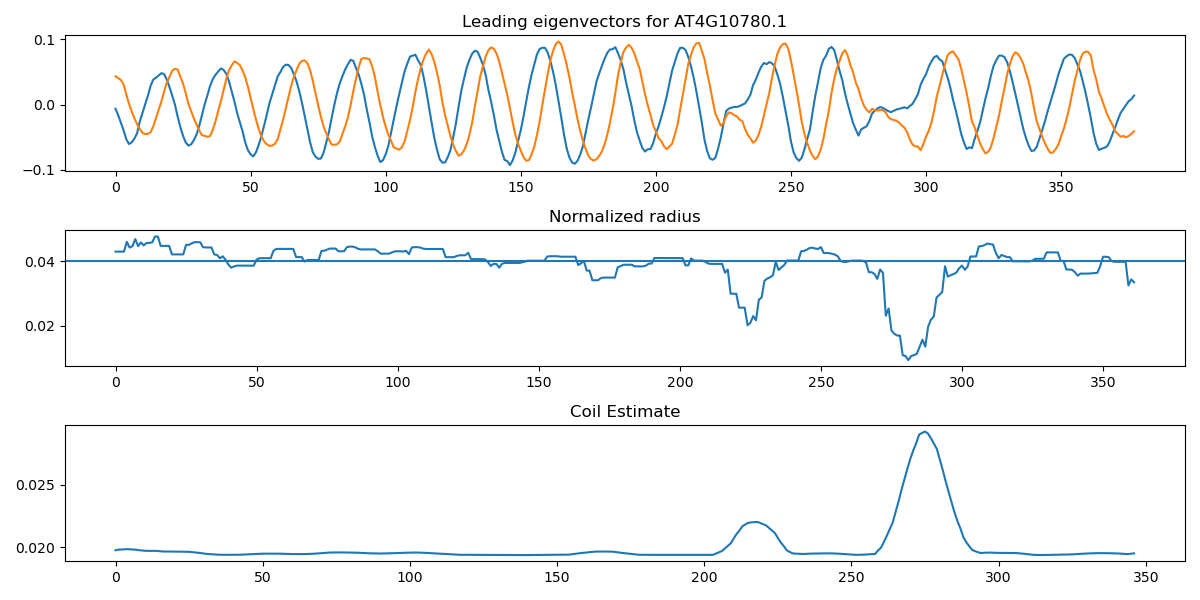 Leading eigenvectors for AT4G10780.1
0.1
0.0
−0.1
0 50 100 150 200 250 300 350
Normalized radius
0.04
0.02
0 50 100 150 200 250 300 350
Coil Estimate
0.025
0.020
0 50 100 150 200 250 300 350